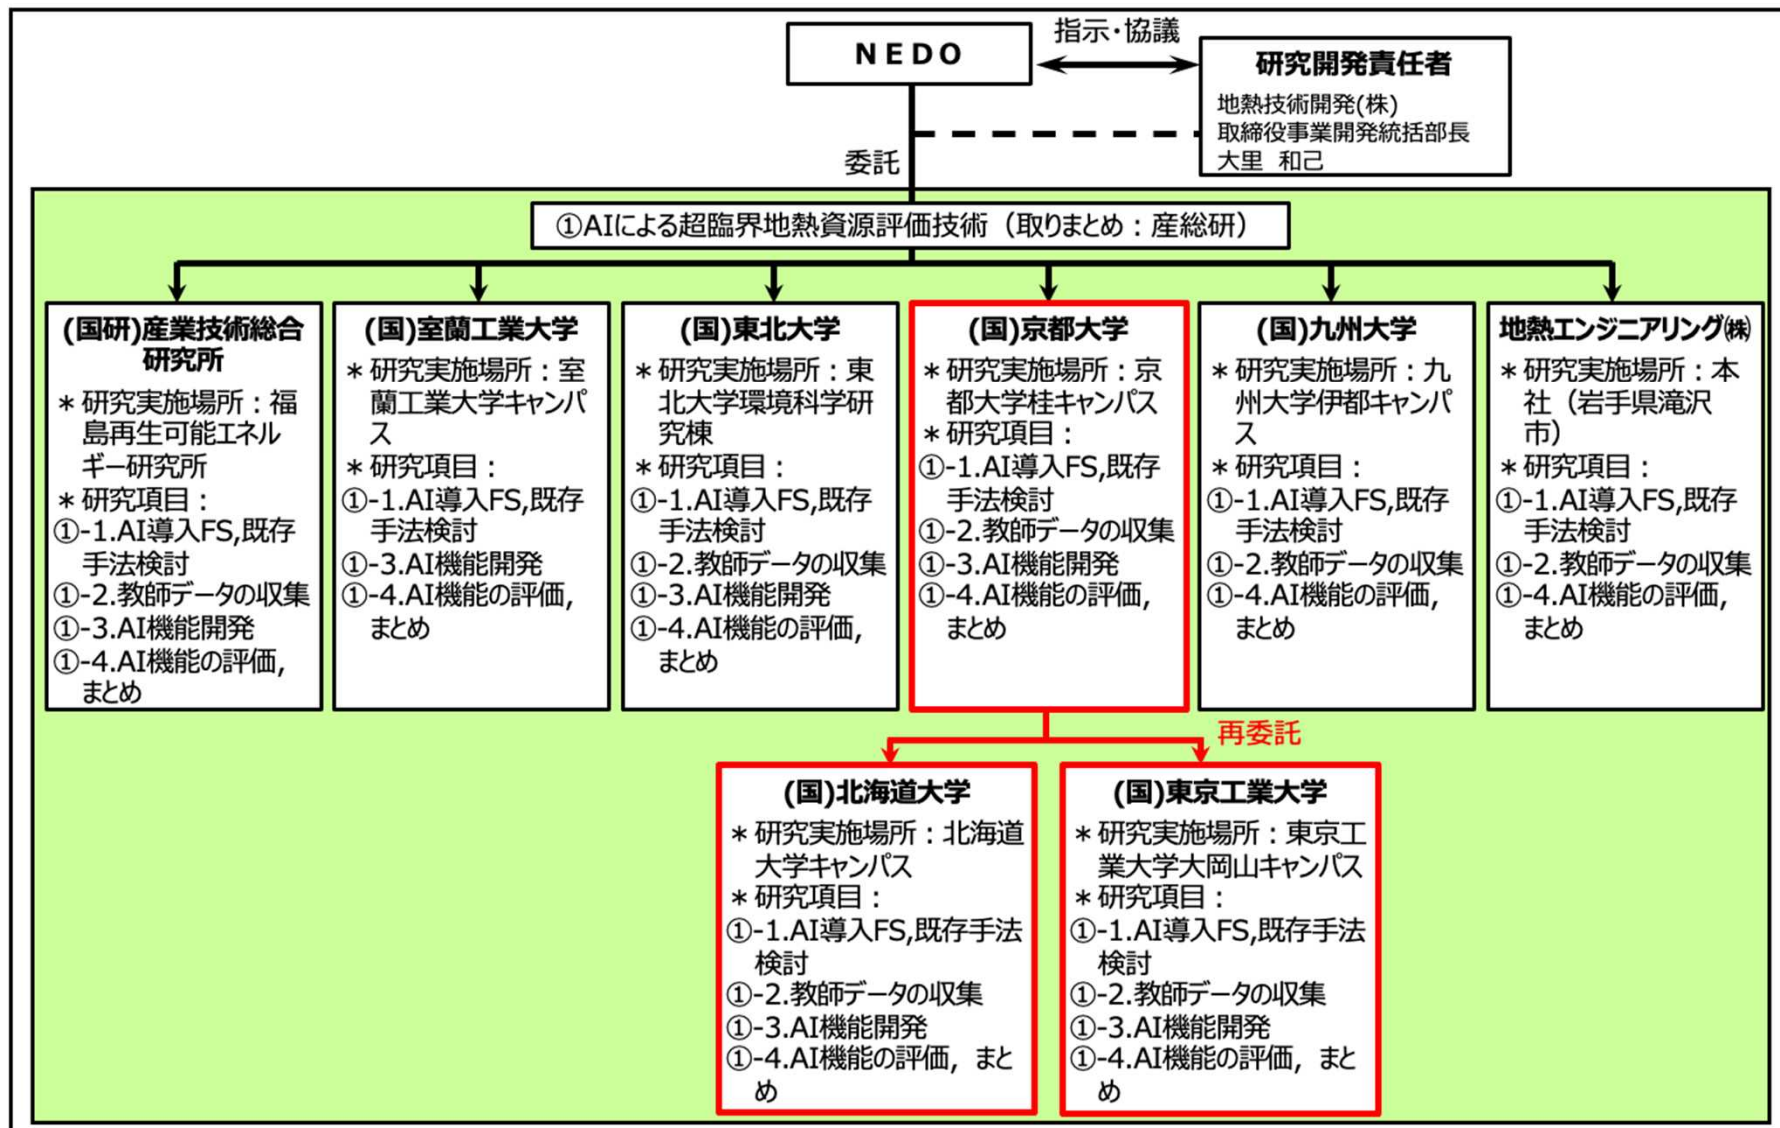 NEDO
指示・協議
研究開発責任者
地熱技術開発(株)
取締役事業開発統括部長
大里 和己
委託
①AIによる超臨界地熱資源評価技術（取りまとめ：産総研）
(国研)産業技術総合
研究所
＊研究実施場所：福
島再生可能エネル
ギー研究所
＊研究項目：
①-1.AI導入FS,既存
手法検討
①-2.教師データの収集
①-3.AI機能開発
①-4.AI機能の評価,
まとめ
(国)室蘭工業大学
＊研究実施場所：室
蘭工業大学キャンパ
ス
＊研究項目：
①-1.AI導入FS,既存
手法検討
①-3.AI機能開発
①-4.AI機能の評価,
まとめ
(国)東北大学
＊研究実施場所：東
北大学環境科学研
究棟
＊研究項目：
①-1.AI導入FS,既存
手法検討
①-2.教師データの収集
①-3.AI機能開発
①-4.AI機能の評価,
まとめ
(国)京都大学
＊研究実施場所：京
都大学桂キャンパス
＊研究項目：
①-1.AI導入FS,既存
手法検討
①-2.教師データの収集
①-3.AI機能開発
①-4.AI機能の評価,
まとめ
(国)九州大学
＊研究実施場所：九
州大学伊都キャンパ
ス
＊研究項目：
①-1.AI導入FS,既存
手法検討
①-2.教師データの収集
①-4.AI機能の評価,
まとめ
地熱エンジニアリング㈱
＊研究実施場所：本
社（岩手県滝沢
市）
＊研究項目：
①-1.AI導入FS,既存
手法検討
①-2.教師データの収集
①-4.AI機能の評価,
まとめ
再委託
(国)北海道大学
＊研究実施場所：北海道
大学キャンパス
＊研究項目：
①-1.AI導入FS,既存手法
検討
①-2.教師データの収集
①-3.AI機能開発
①-4.AI機能の評価, まと
め
(国)東京工業大学
＊研究実施場所：東京工
業大学大岡山キャンパス
＊研究項目：
①-1.AI導入FS,既存手法
検討
①-2.教師データの収集
①-3.AI機能開発
①-4.AI機能の評価, まと
め